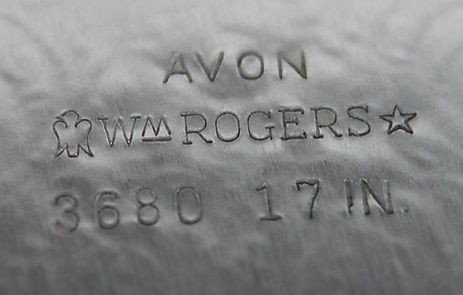 AVON
Wm ROGERS ☆
3680 17 IN.